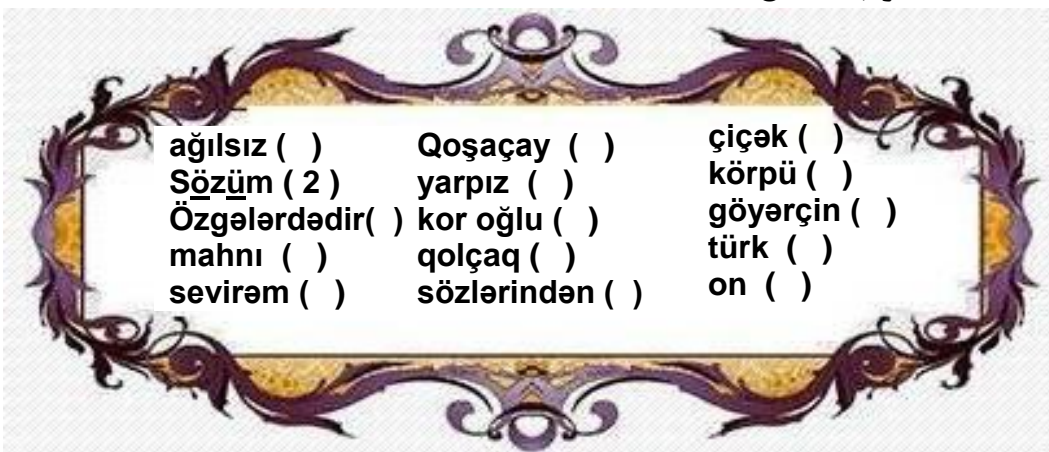 ağılsız ( )
Sözüm ( 2 )
Özgələrdədir( )
mahnı ( )
sevirəm ( )
Qoşaçay ( )
yarpız ( )
kor oğlu ( )
qolçaq ( )
sözlərindən ( )
çiçək ( )
körpü ( )
göyərçin ( )
türk ( )
on ( )